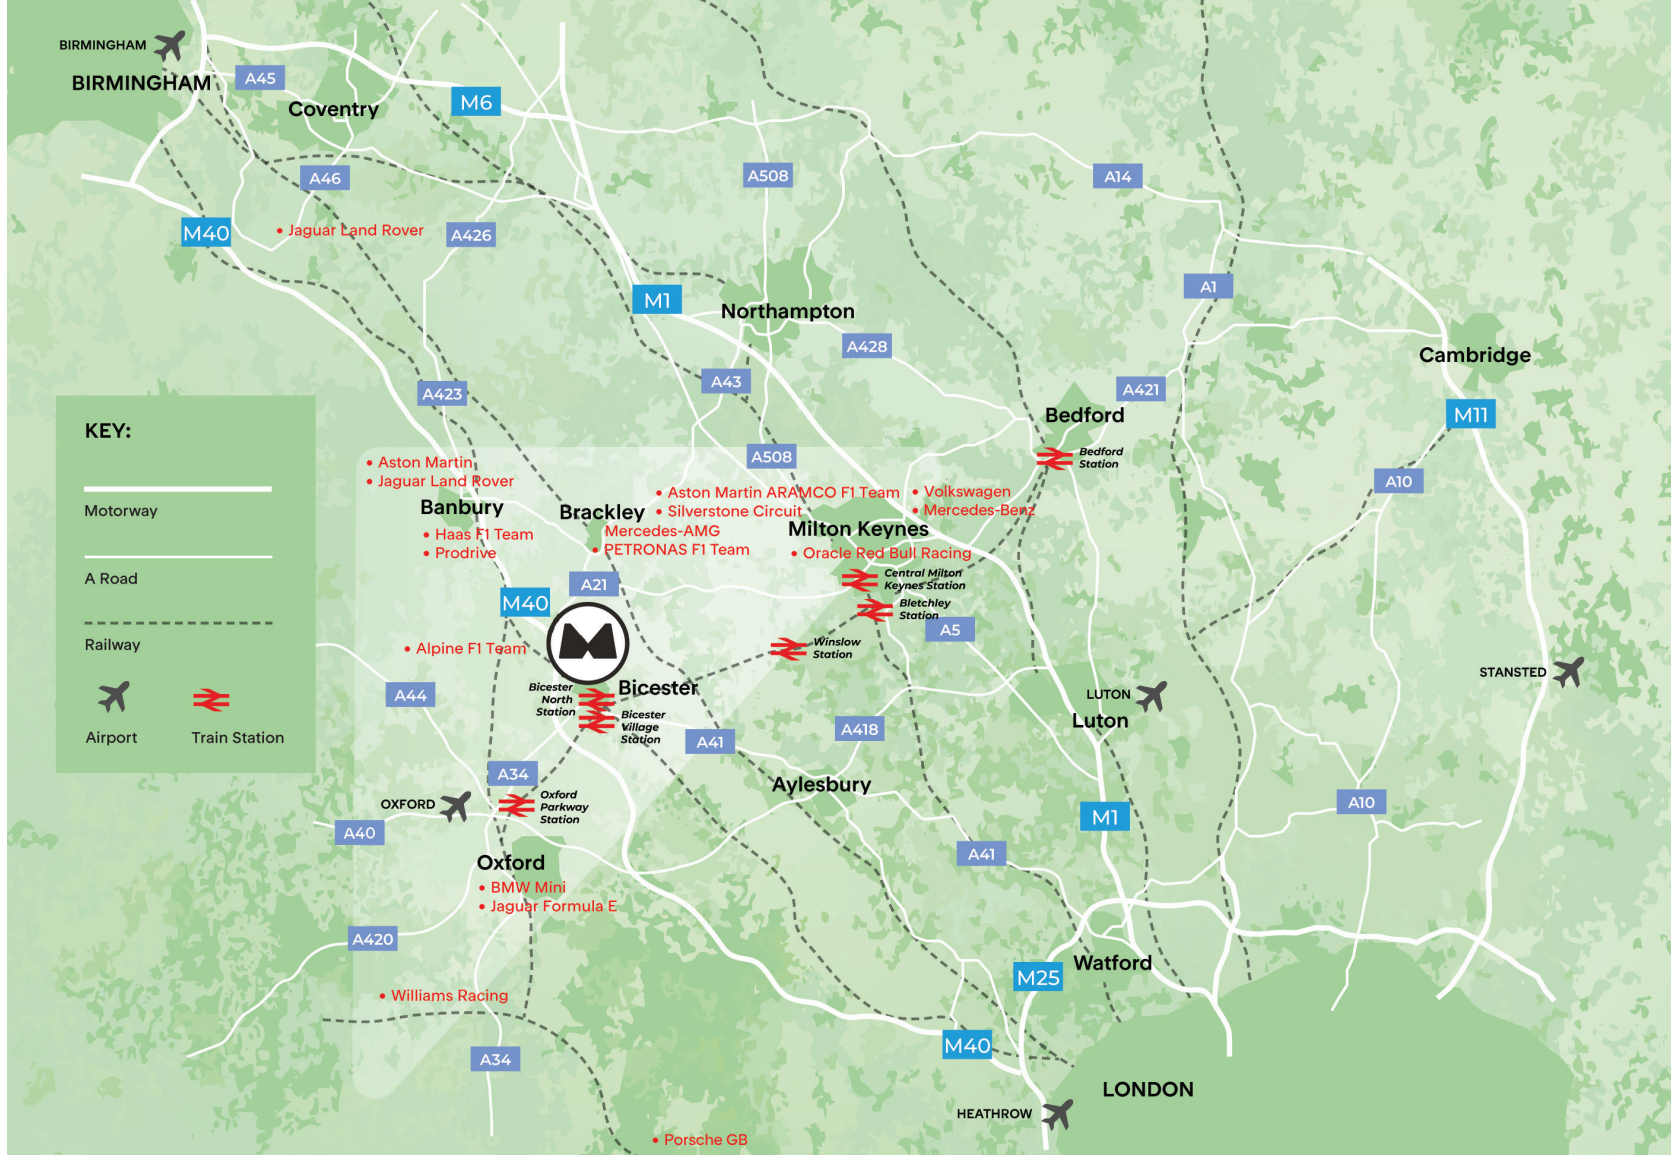 BIRMINGHAM
BIRMINGHAM
A45
Coventry
M6
A46
A508
A14
M40
Jaguar Land Rover
A426
M1
Northampton
A1
A428
Cambridge
A43
A421
A423
Bedford
M11
KEY:
Motorway
A Road
Railway
Airport
Train Station
A508
Bedford
Station
A10
Aston Martin
Jaguar Land Rover
Banbury
Haas F1 Team
Prodrive
Brackley
Mercedes-AMG
PETRONAS F1 Team
Aston Martin ARAMCO F1 Team
Silverstone Circuit
Volkswagen
Mercedes-Benz
Milton Keynes
Oracle Red Bull Racing
Central Milton
Keynes Station
A21
M40
Bletchley
Station
A5
Winslow
Station
Alpine F1 Team
A44
Bicester
North
Station
Bicester
Bicester
Village
Station
A41
A418
LUTON
Luton
STANSTED
A34
Aylesbury
OXFORD
Oxford
Parkway
Station
A40
M1
A10
A41
Oxford
BMW Mini
Jaguar Formula E
A420
Watford
M25
Williams Racing
A34
M40
LONDON
HEATHROW
Porsche GB